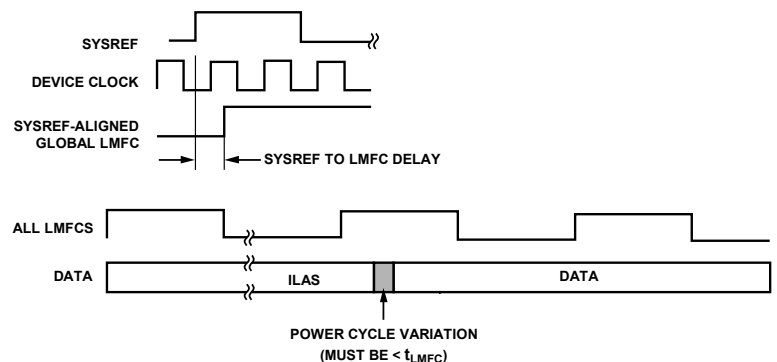 SYSREF
DEVICE CLOCK
SYSREF-ALIGNED
GLOBAL LMFC
SYSREF TO LMFC DELAY
ALL LMFCS
DATA
ILAS
DATA
POWER CYCLE VARIATION
(MUST BE < tLMFC)